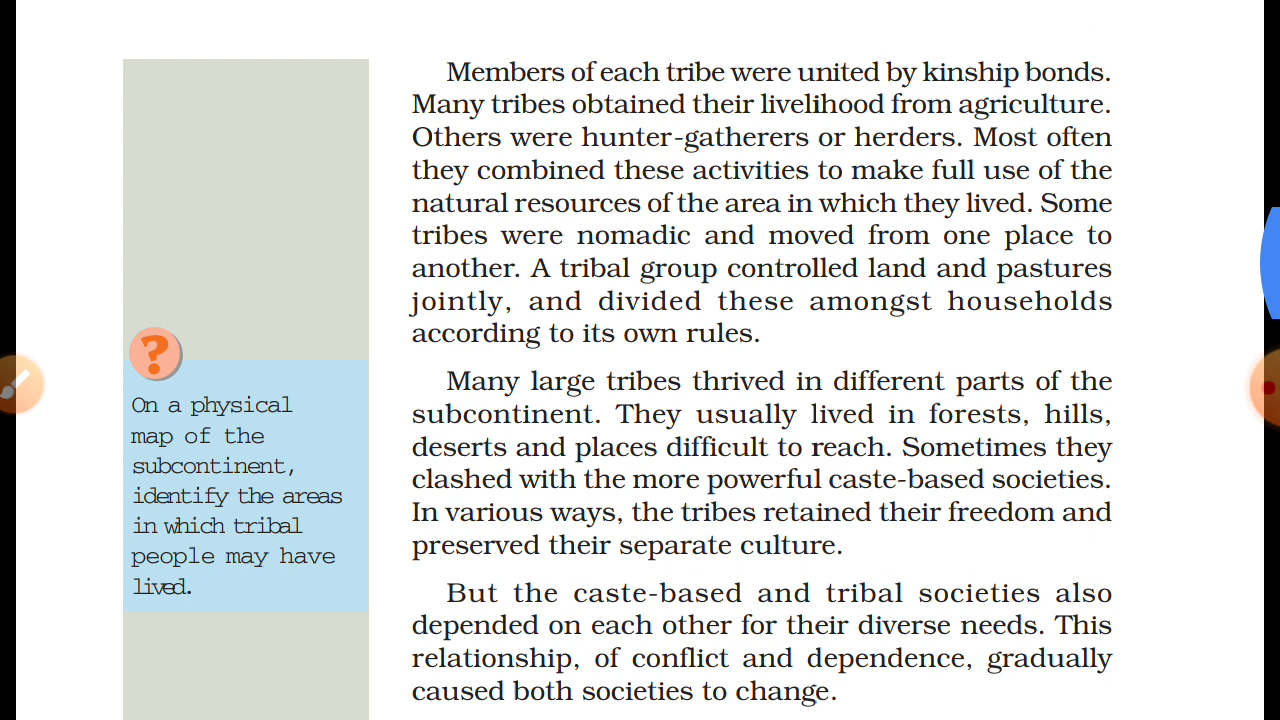 Members of each tribe were united by kinship bonds.
Many tribes obtained their livelihood from agriculture.
Others were hunter-gatherers or herders. Most often
they combined these activities to make full use of the
natural resources of the area in which they lived. Some
tribes were nomadic and moved from one place to
another. A tribal group controlled land and pastures
jointly, and divided these amongst households
according to its own rules.
Many large tribes thrived in different parts of the
subcontinent. They usually lived in forests, hills,
deserts and places difficult to reach. Sometimes they
clashed with the more powerful caste-based societies.
In various ways, the tribes retained their freedom and
preserved their separate culture.
But the caste-based and tribal societies also
depended on each other for their diverse needs. This
relationship, of conflict and dependence, gradually
caused both societies to change.
?
On a physical
map of the
subcontinent,
identify the areas
in which tribal
people may have
lived.